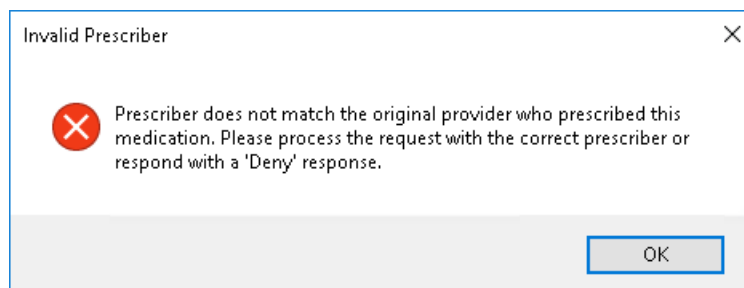 Invalid Prescriber
Prescriber does not match the original provider who prescribed this
medication. Please process the request with the correct prescriber or
respond with a 'Deny' response.
OK